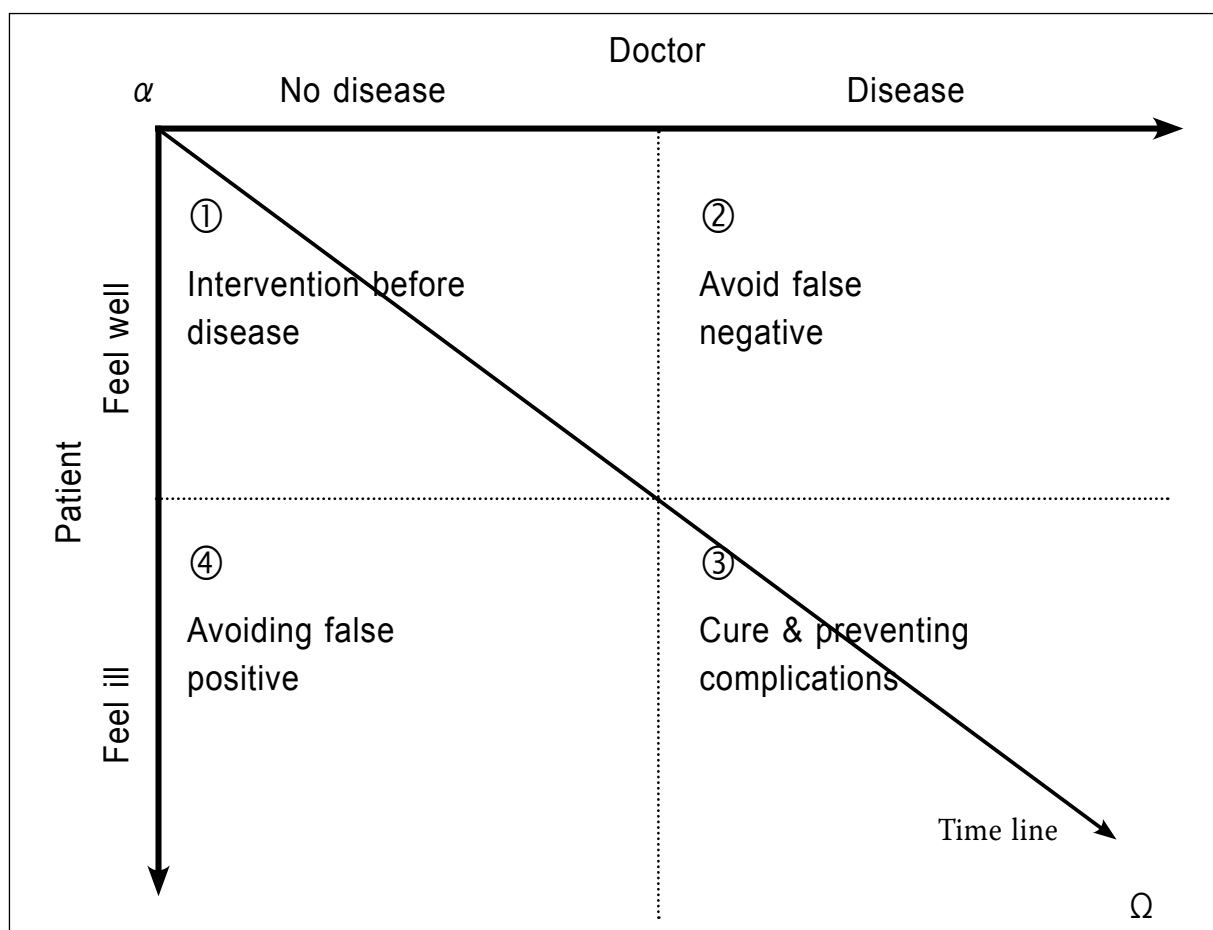 Doctor
α No disease Disease
① ②
Intervention before
disease
Avoid false
negative
Feel well
Patient
④ ③
Avoiding false
positive
Cure & preventing
complications
Feel ill
Time line
Ω